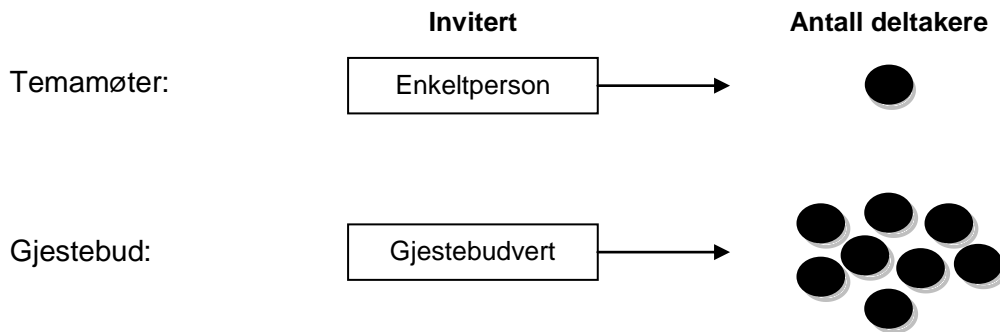 Invitert Antall deltakere
Temamøter: Enkeltperson
Gjestebud: Gjestebudvert